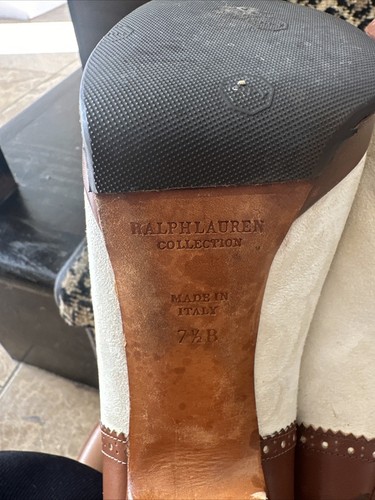 RALPH LAUREN
COLLECTION
MADE IN
ITALY
7½B